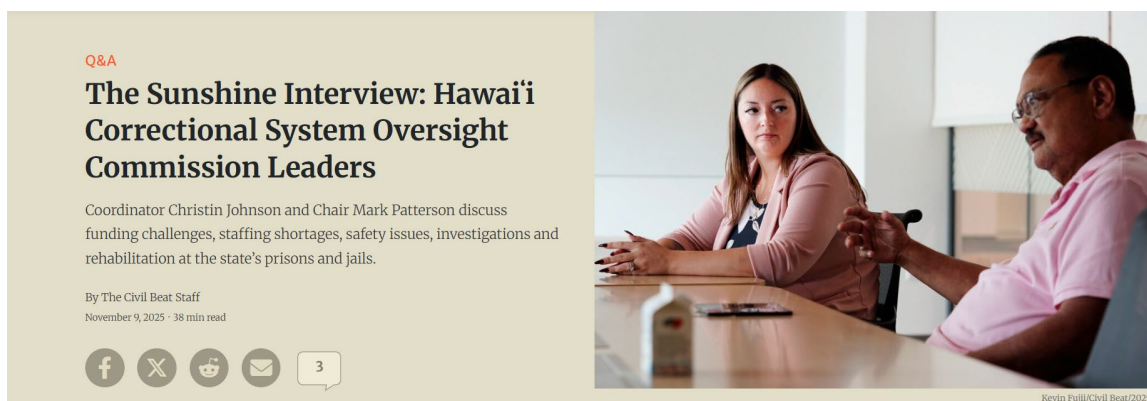 Q&A
The Sunshine Interview: Hawaiʻi
Correctional System Oversight
Commission Leaders
Coordinator Christin Johnson and Chair Mark Patterson discuss
funding challenges, staffing shortages, safety issues, investigations and
rehabilitation at the state’s prisons and jails.
By The Civil Beat Staff
November 9, 2025 · 38 min read
3
Kevin Fujii/Civil Beat/